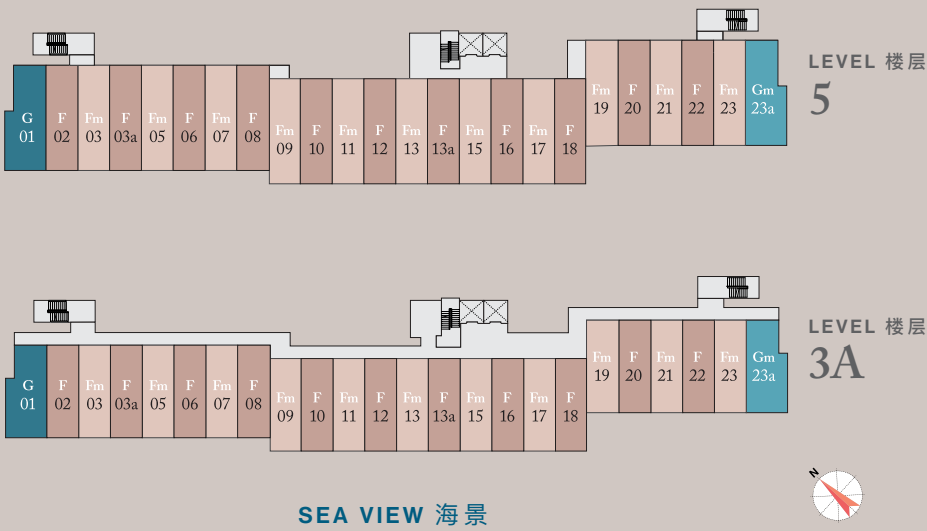 LEVEL 楼层
5
G F Fm F Fm F Fm F Fm F Fm F Fm F Fm F Fm F Fm F Fm F Fm Gm
01 02 03 03a 05 06 07 08 09 10 11 12 13 13a 15 16 17 18 19 20 21 22 23 23a
LEVEL 楼层
3A
G F Fm F Fm F Fm F Fm F Fm F Fm F Fm F Fm F Fm F Fm F Fm Gm
01 02 03 03a 05 06 07 08 09 10 11 12 13 13a 15 16 17 18 19 20 21 22 23 23a
N
SEA VIEW 海景